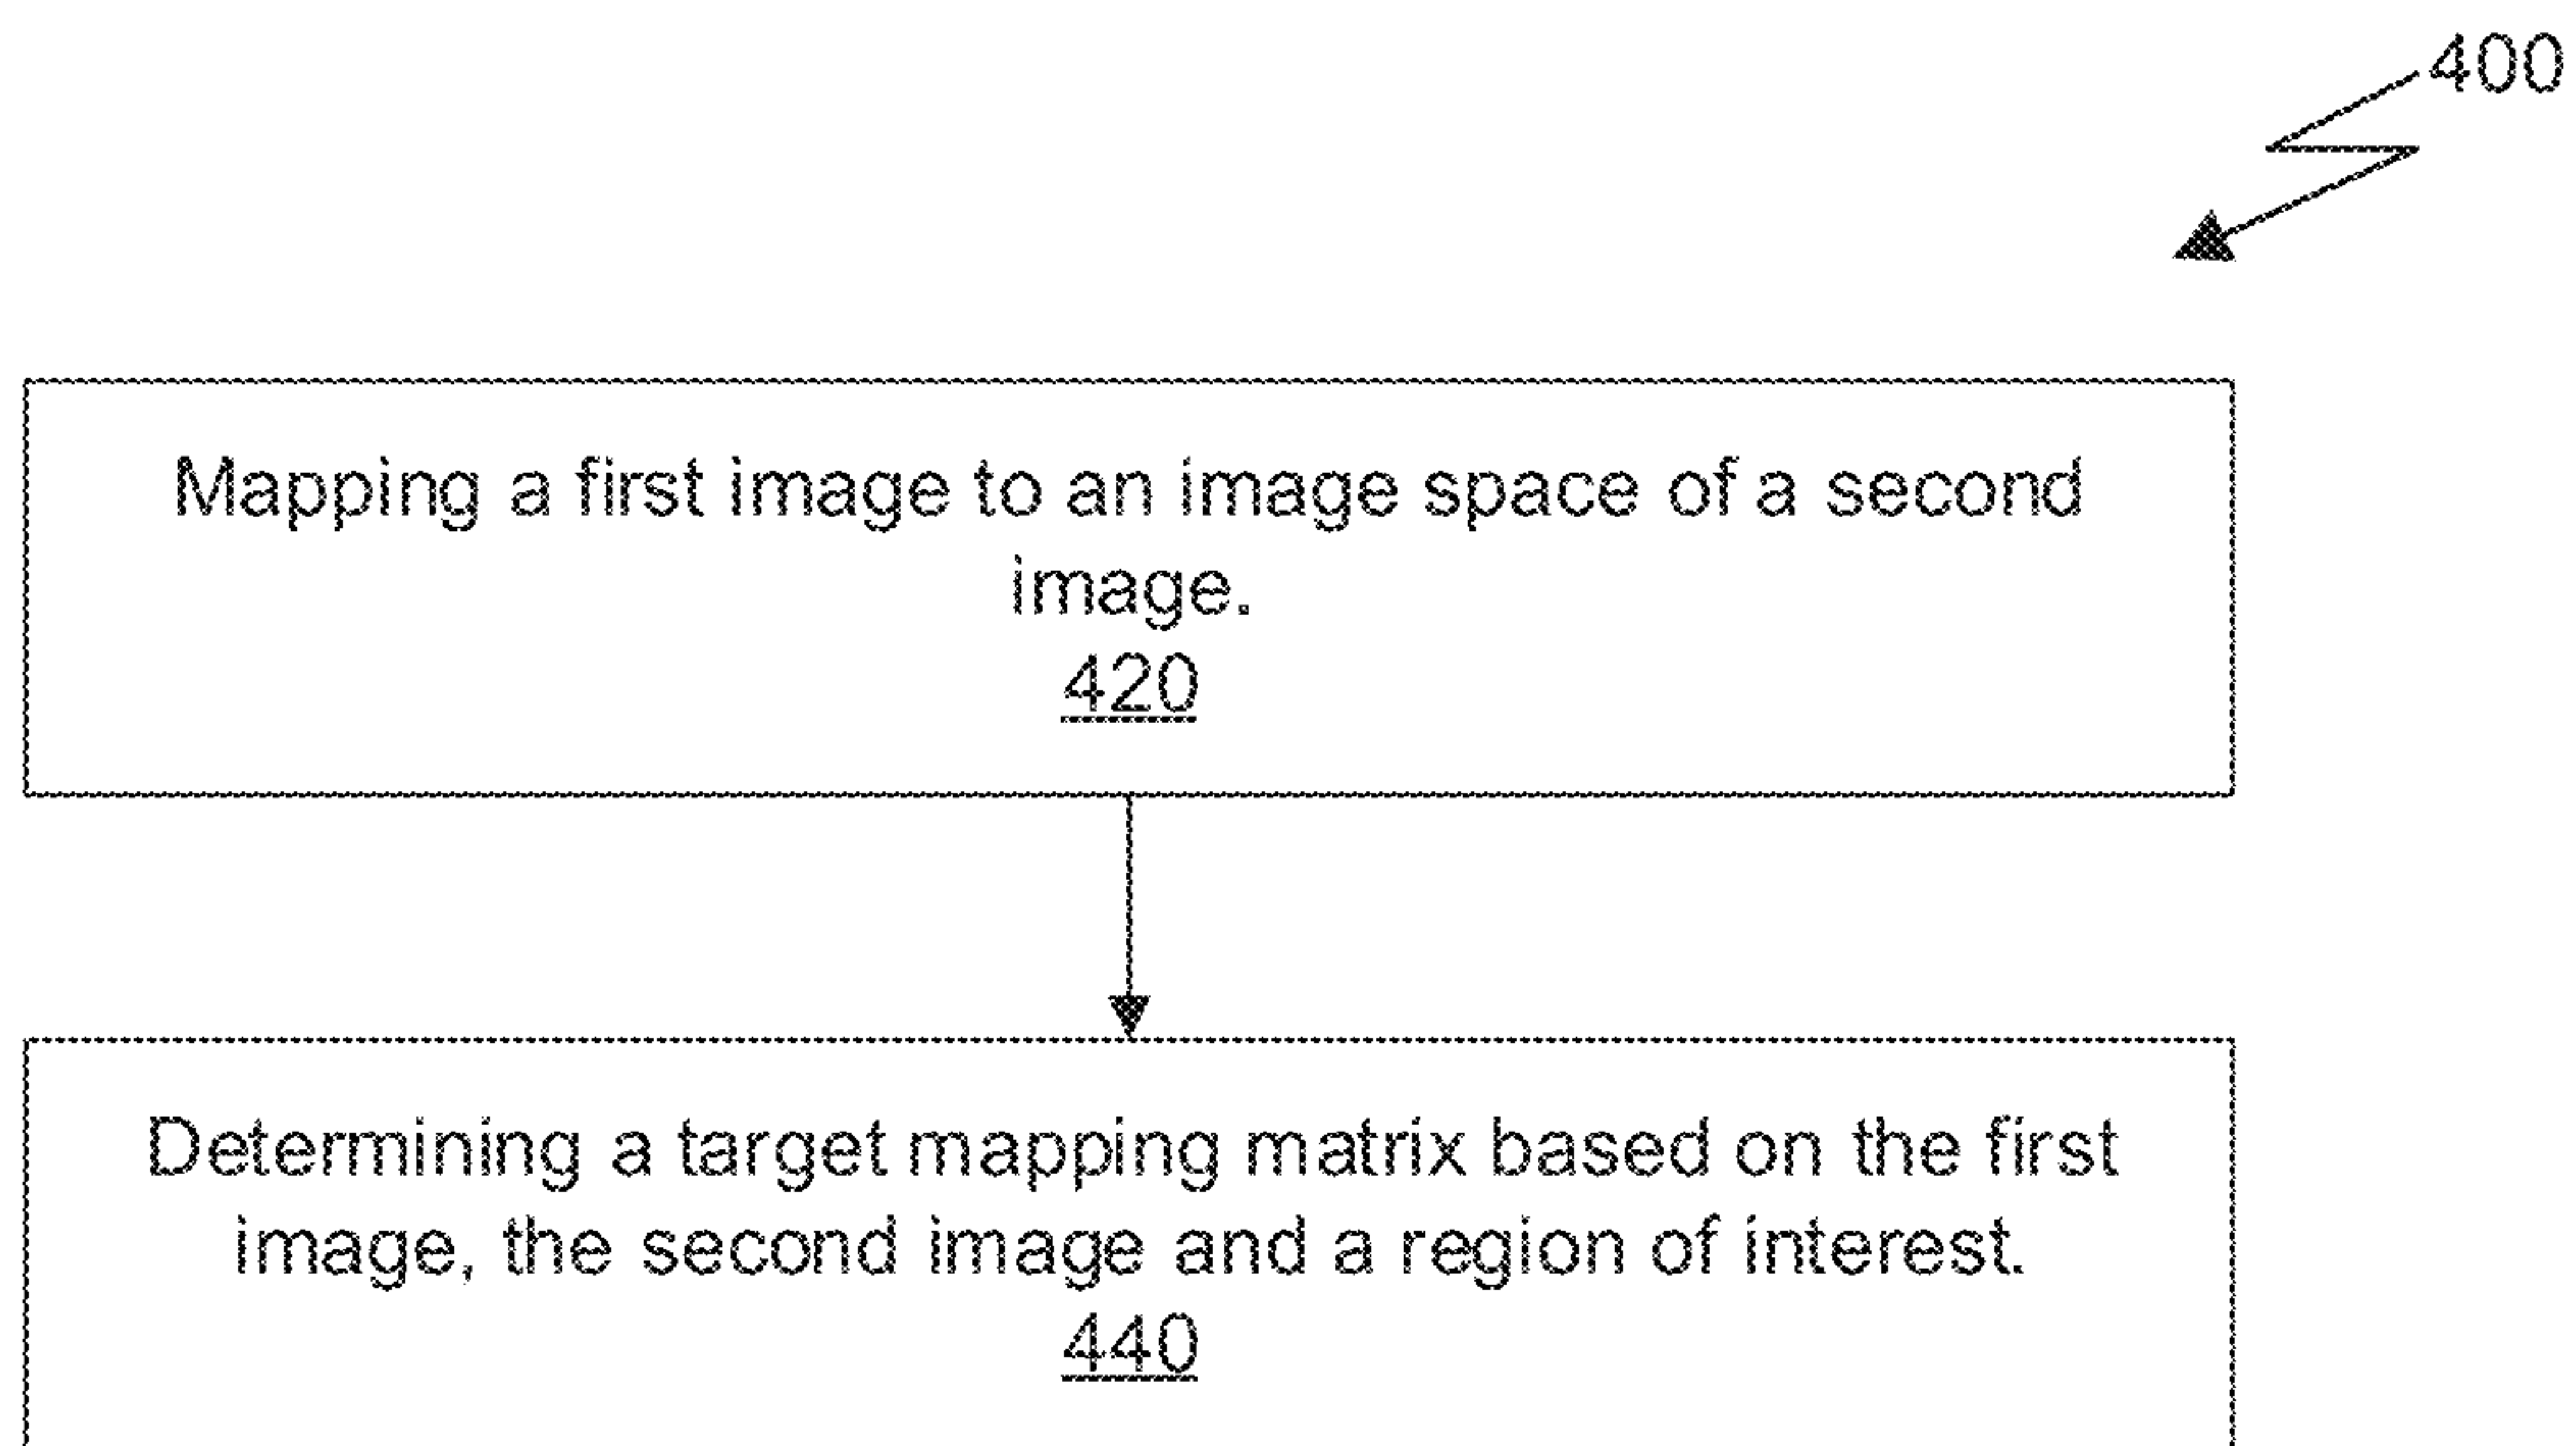 400
Mapping a first image to an image space of a second
image.
420
Determining a target mapping matrix based on the first
image, the second image and a region of interest.
440